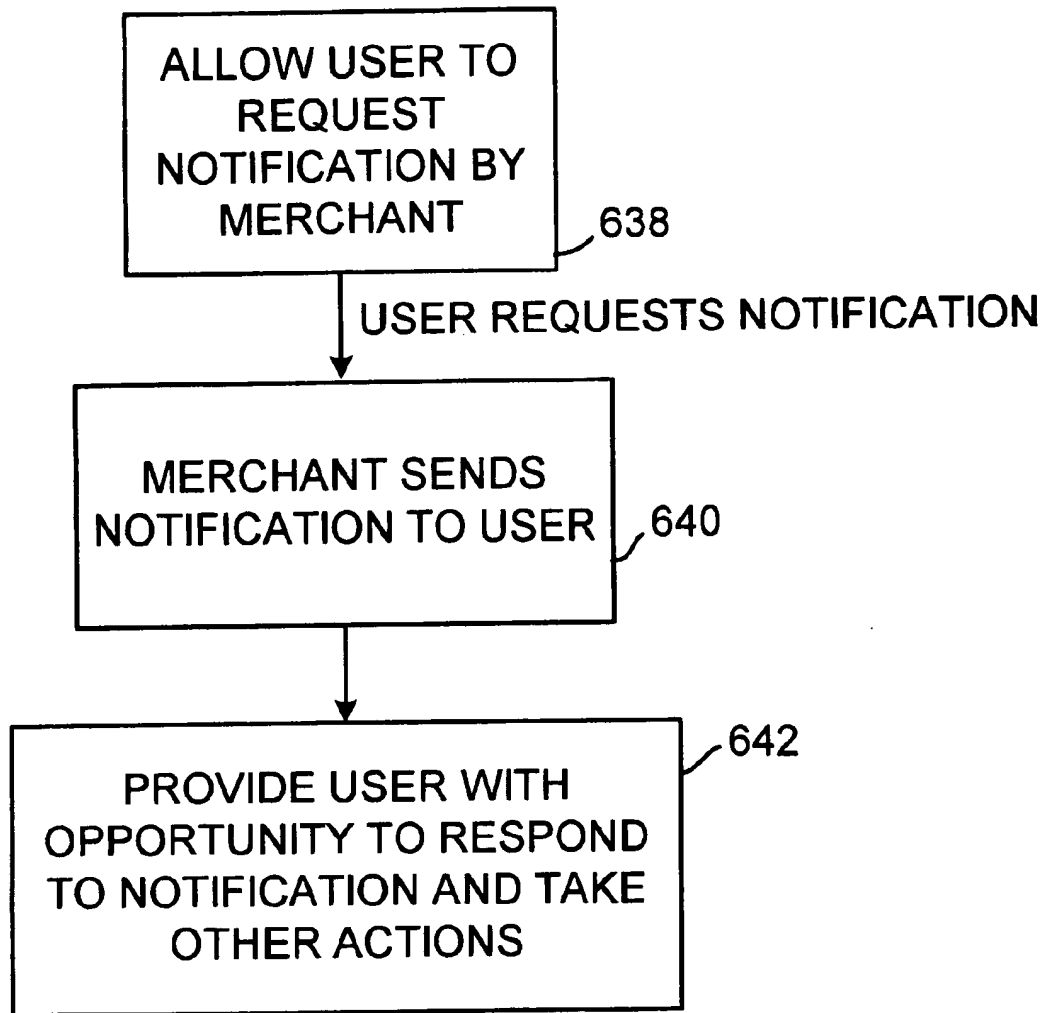 ALLOW USER TO
REQUEST
NOTIFICATION BY
MERCHANT
638
USER REQUESTS NOTIFICATION
MERCHANT SENDS
NOTIFICATION TO USER
640
642
PROVIDE USER WITH
OPPORTUNITY TO RESPOND
TO NOTIFICATION AND TAKE
OTHER ACTIONS